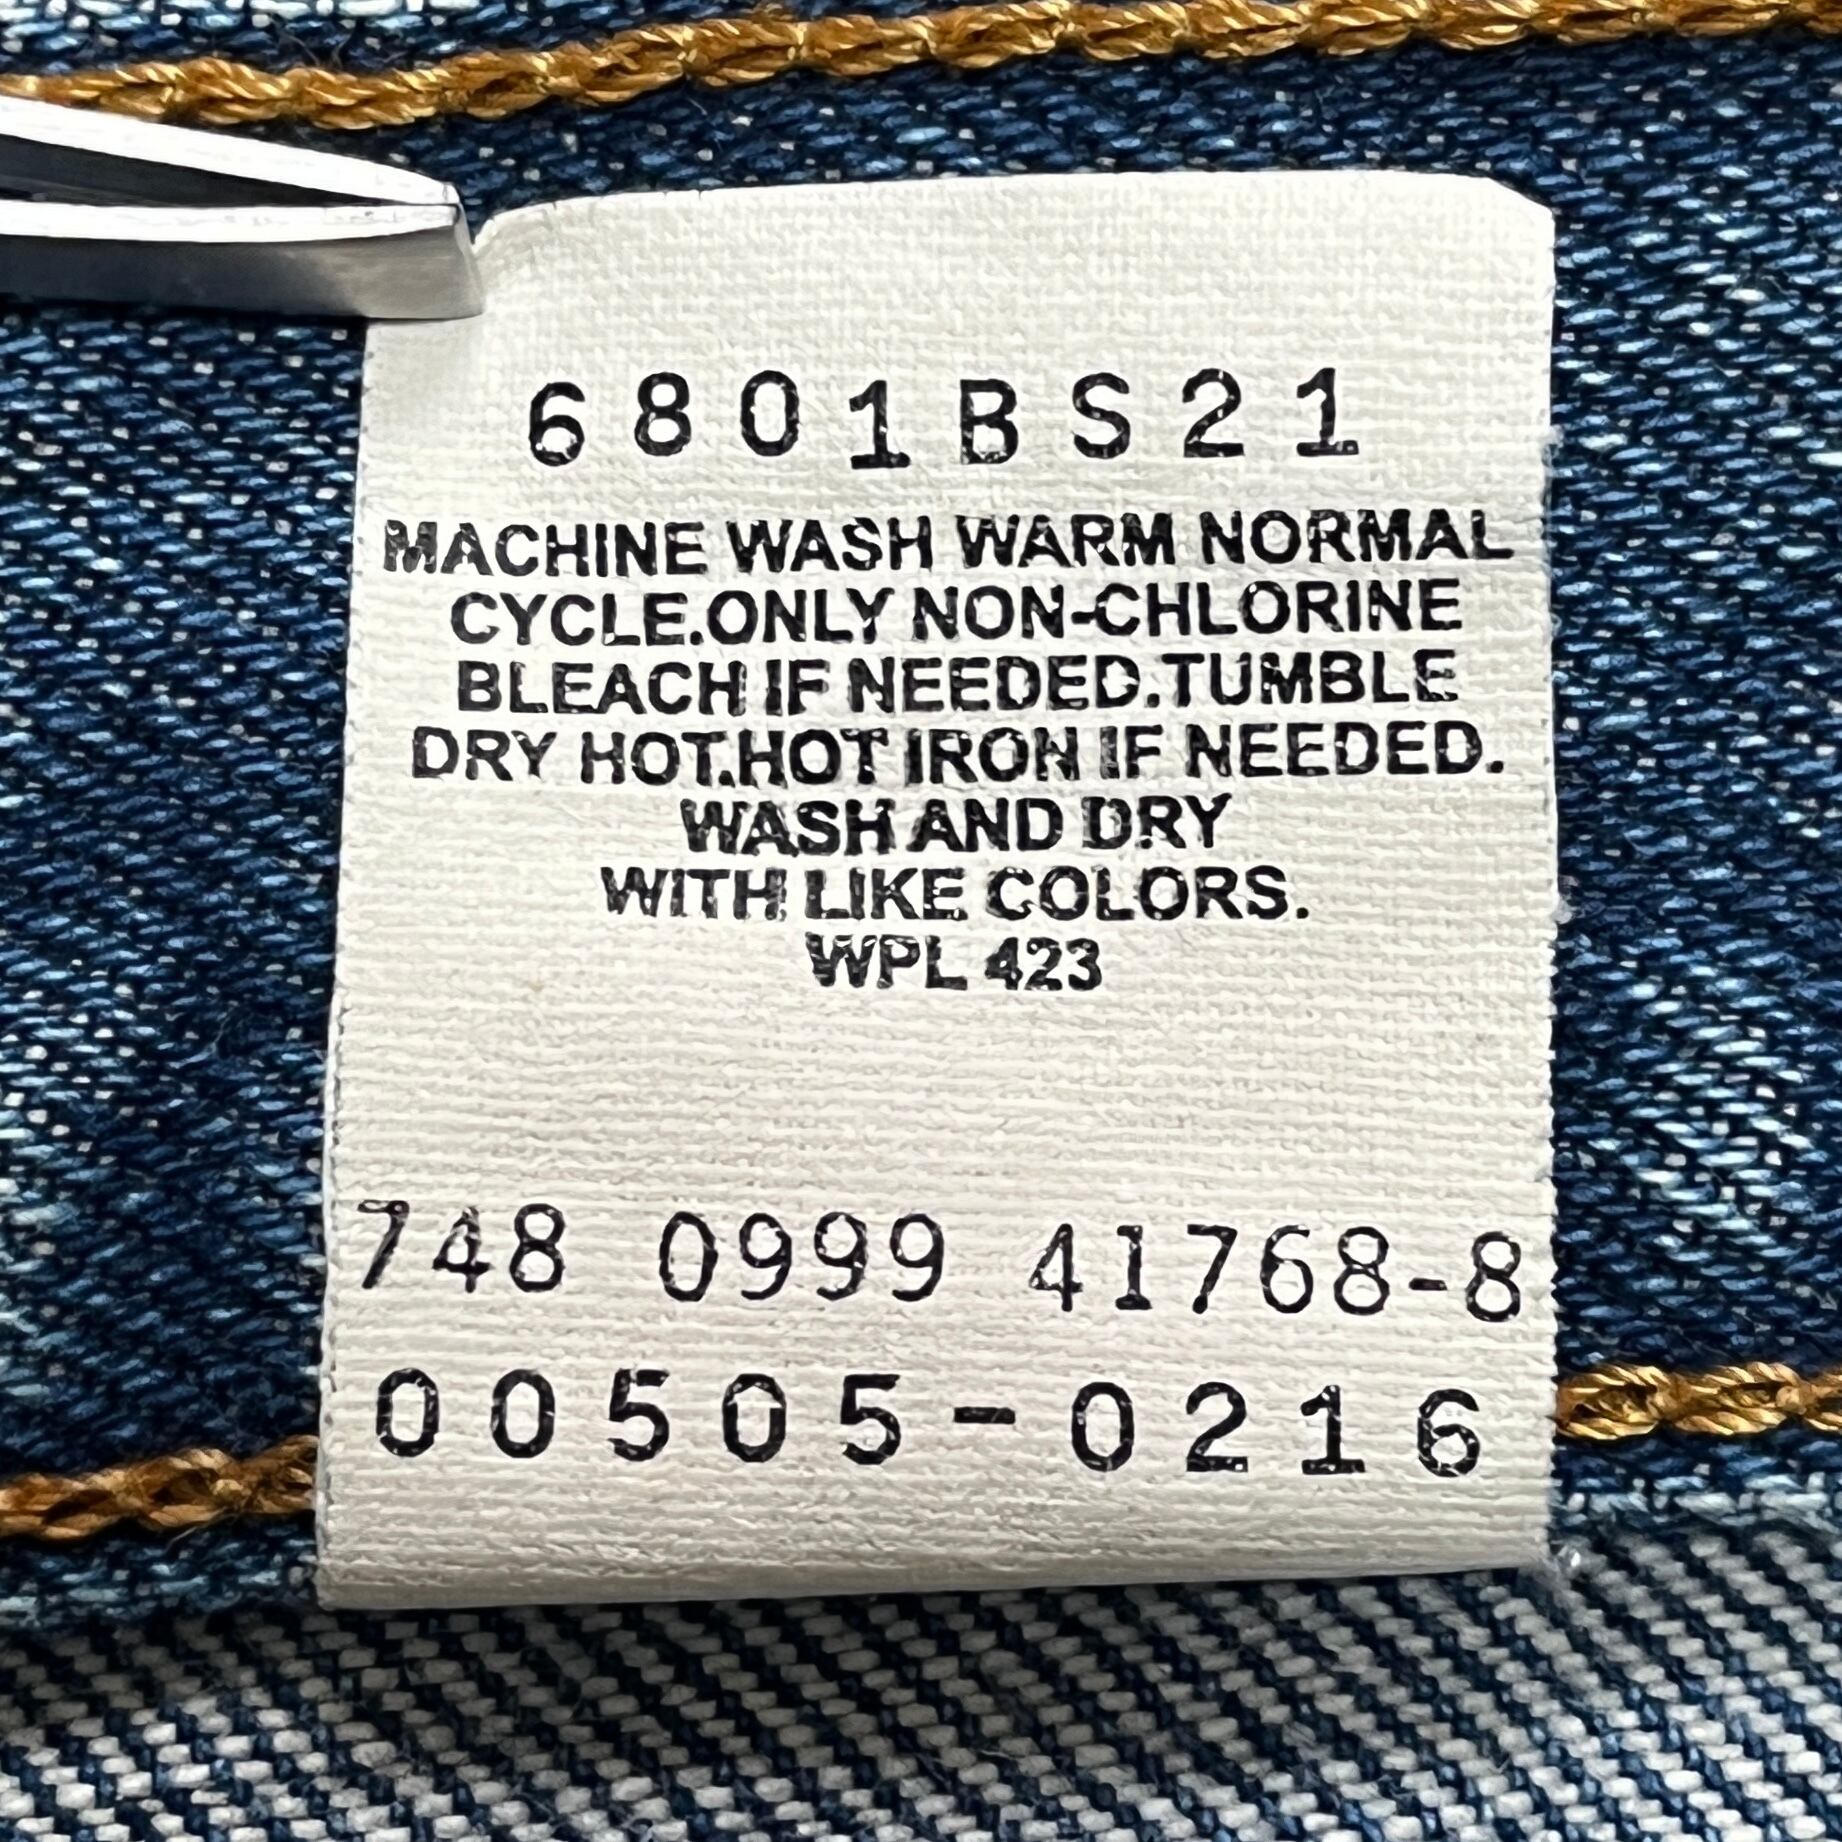 6801BS21
MACHINE WASH WARM NORMAL
CYCLE.ONLY NON-CHLORINE
BLEACH IF NEEDED.TUMBLE
DRY HOT.HOT IRON IF NEEDED.
WASH AND DRY
WITH LIKE COLORS.
WPL 423
748 0999 41768-8
00505-0216